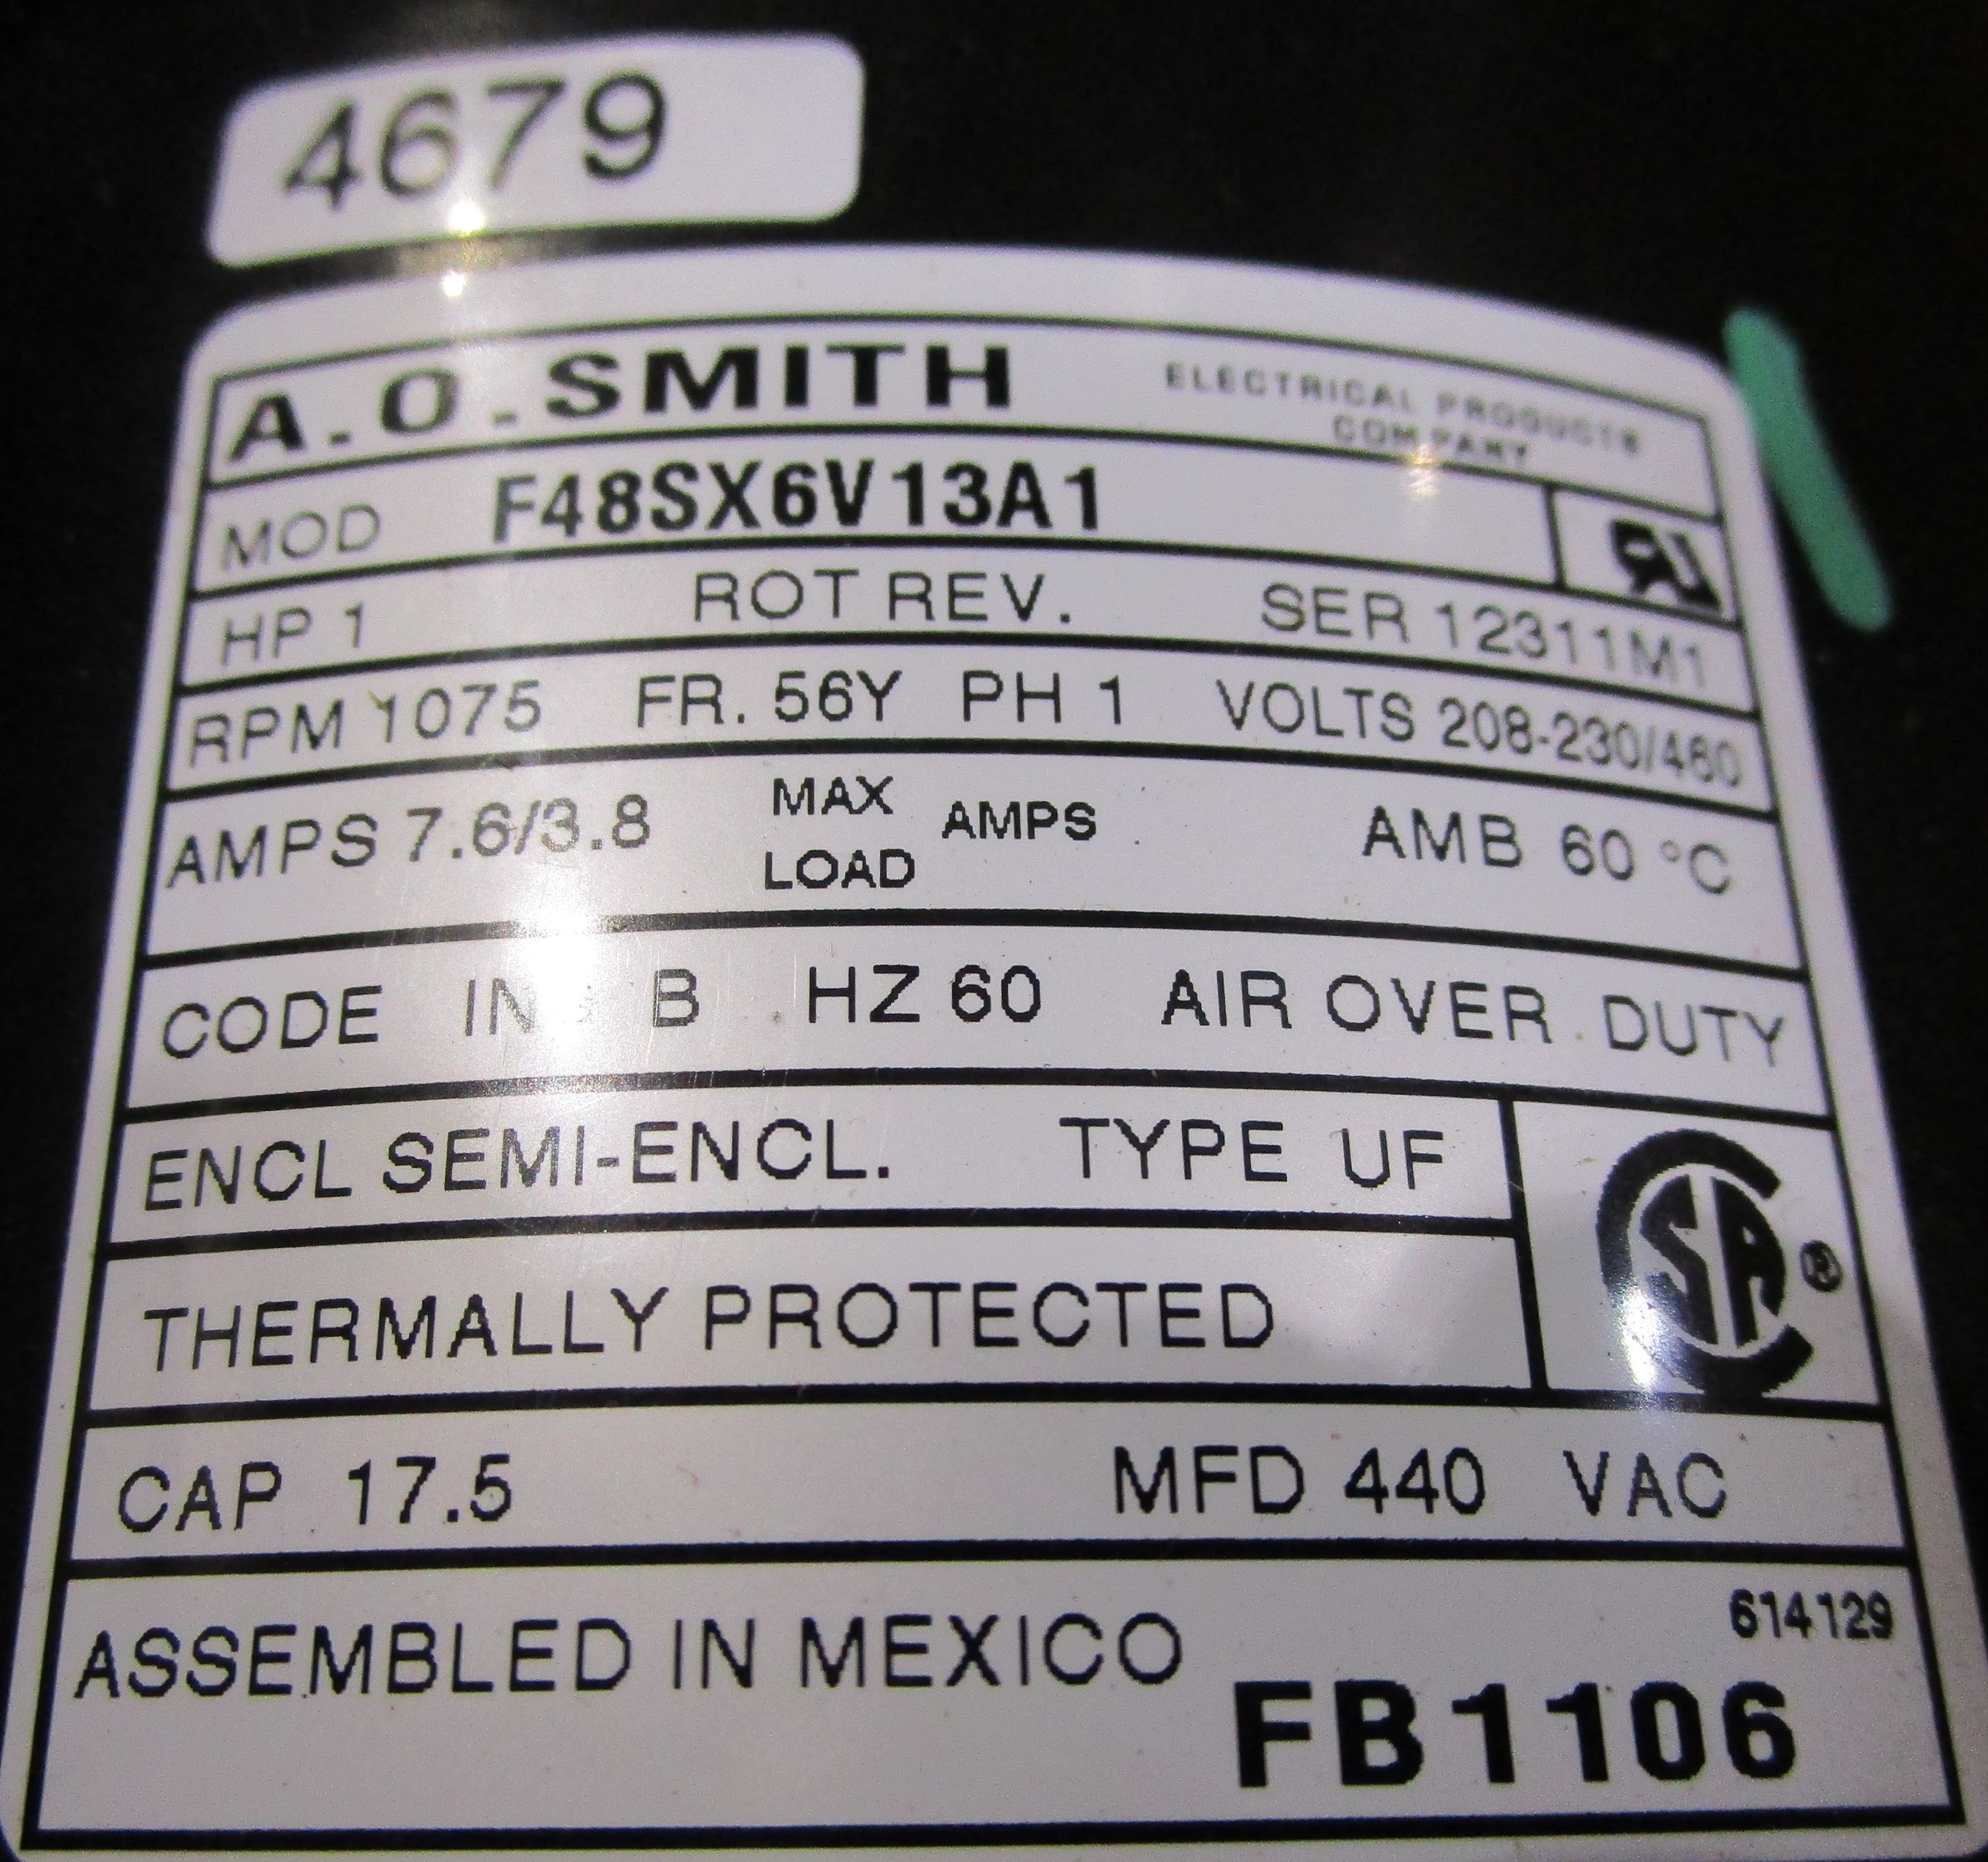 4679
A.O.SMITH ELECTRICAL PRODUCTS
COMPANY
MOD F48SX6V13A1
HP 1 ROT REV. SER 12311M1
RPM 1075 FR. 56Y PH 1 VOLTS 208-230/460
AMPS 7.6/3.8 MAX LOAD AMPS AMB 60 °C
CODE B HZ 60 AIR OVER DUTY
ENCL SEMI-ENCL. TYPE UF
THERMALLY PROTECTED
CSA ®
CAP 17.5 MFD 440 VAC
614129
ASSEMBLED IN MEXICO
FB1106